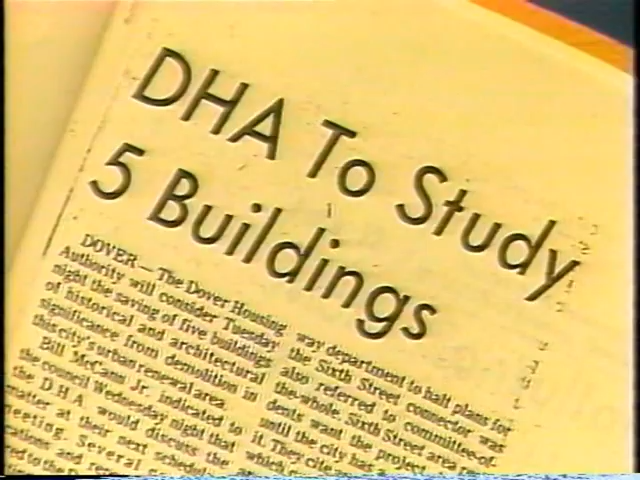 DHA To Study
5 Buildings
DOVER — The Dover Housing
Authority will consider Tuesday
night the saving of five buildings
of historical and architectural
significance from demolition in
this city's urban renewal area.
Bill McCann Jr. indicated to
the council Wednesday night that
the DHA would discuss the
matter at their next
meeting. Several
way department to halt plans for
the Sixth Street connector was
also referred to committee-of-
the-whole. Sixth Street area
dents want the project
until the city has a
it. They cite